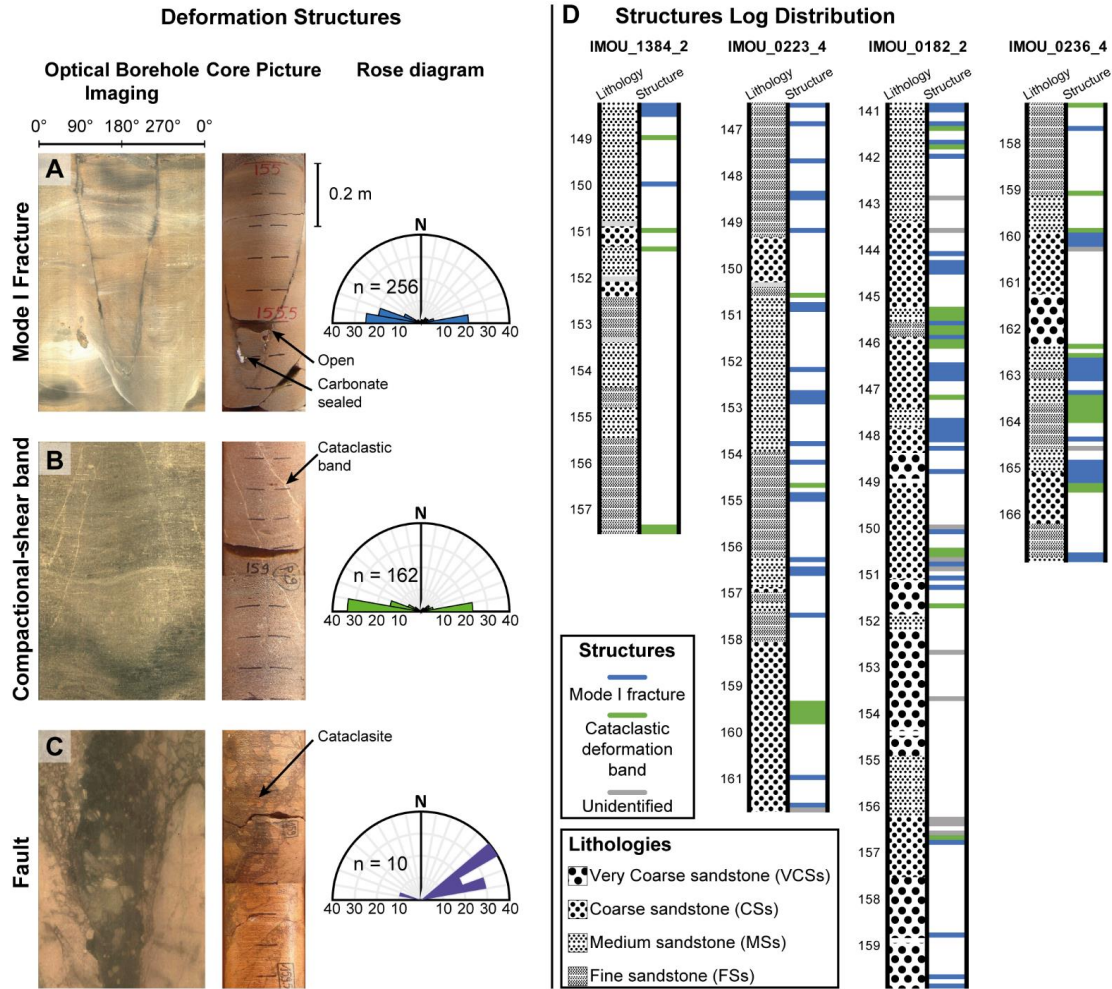 Deformation Structures
Optical Borehole Imaging
Core Picture
Rose diagram
0° 90° 180° 270° 0°
Mode I Fracture
A
155
155.5
0.2 m
Open
Carbonate sealed
N
n = 256
40 30 20 10 10 20 30 40
Compactional-shear band
B
Cataclastic band
159
N
n = 162
40 30 20 10 10 20 30 40
Fault
C
Cataclasite
N
n = 10
40 30 20 10 10 20 30 40
D Structures Log Distribution
IMOU_1384_2
Lithology Structure
149
150
151
152
153
154
155
156
157
IMOU_0223_4
Lithology Structure
147
148
149
150
151
152
153
154
155
156
157
158
159
160
161
IMOU_0182_2
Lithology Structure
141
142
143
144
145
146
147
148
149
150
151
152
153
154
155
156
157
158
159
IMOU_0236_4
Lithology Structure
158
159
160
161
162
163
164
165
166
Structures
Mode I fracture
Cataclastic
deformation
band
Unidentified
Lithologies
Very Coarse sandstone (VCSs)
Coarse sandstone (CSs)
Medium sandstone (MSs)
Fine sandstone (FSs)